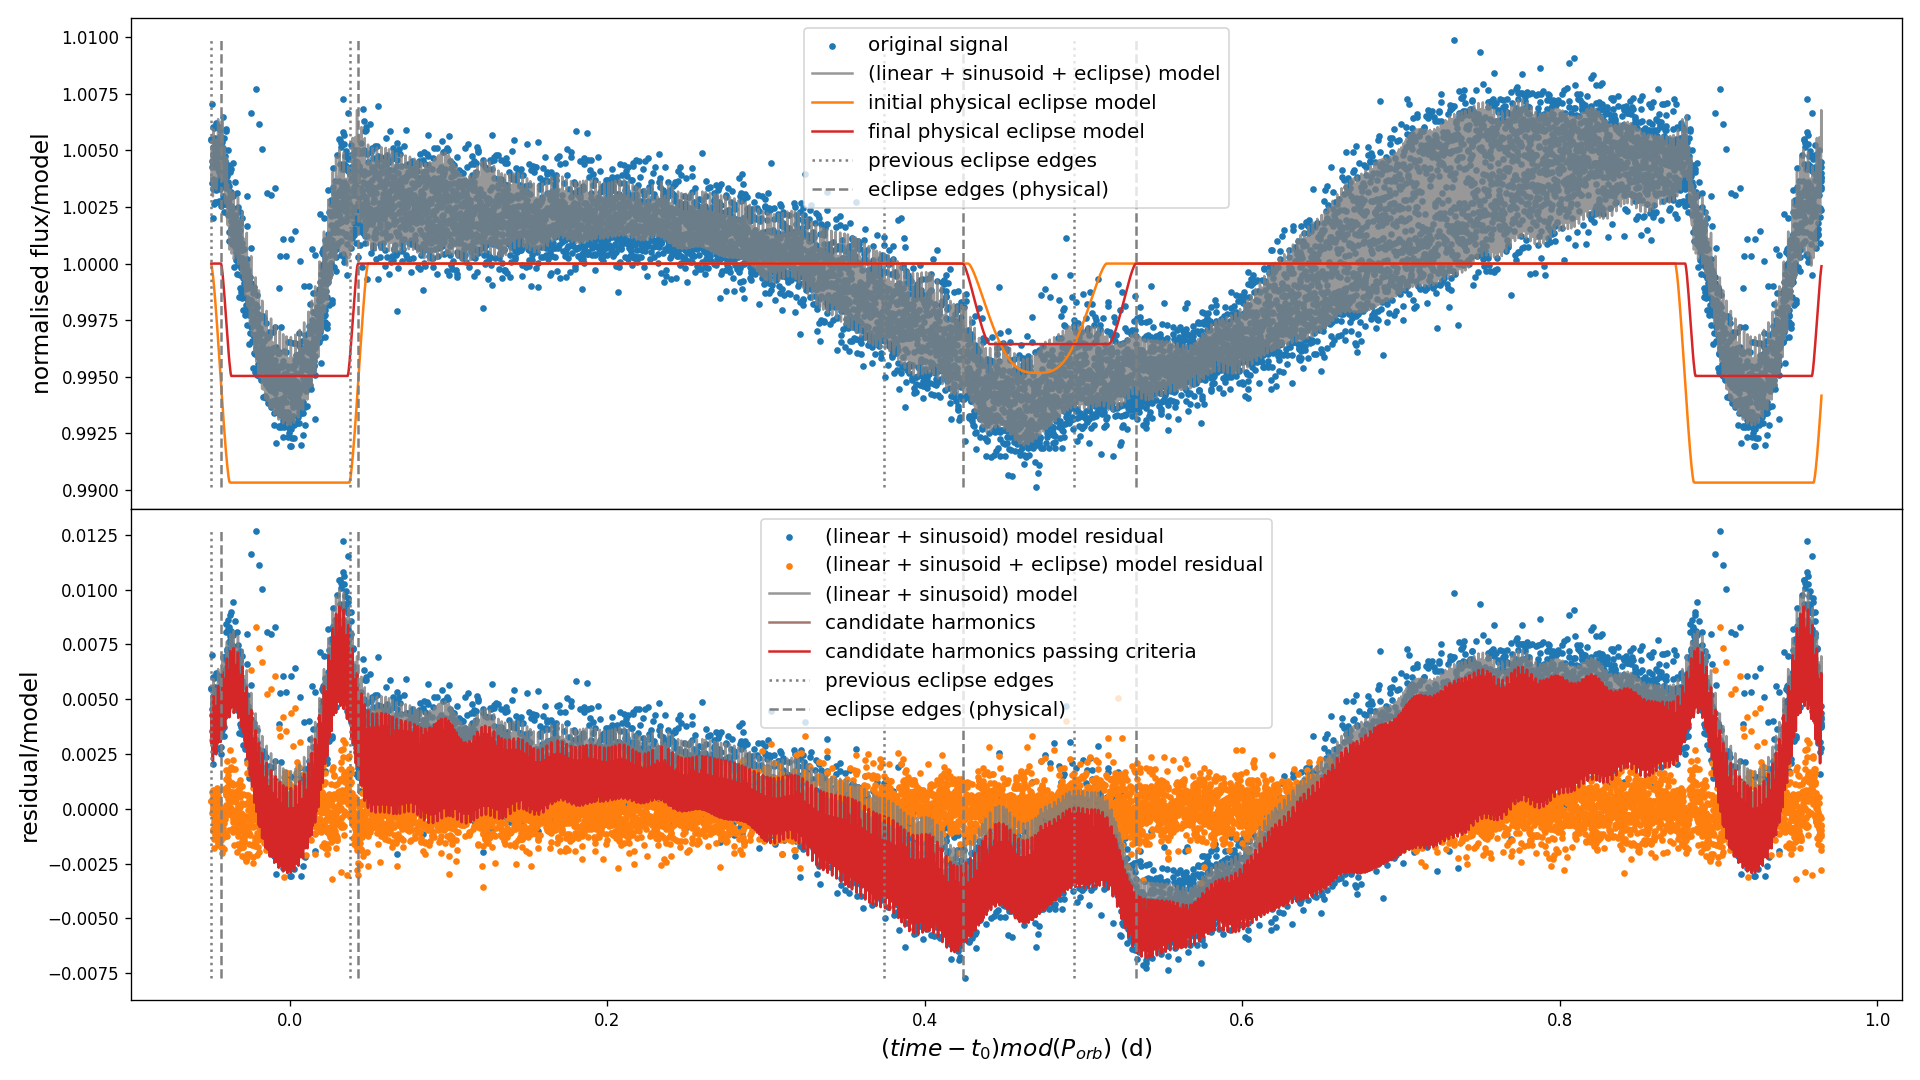 normalised flux/model
1.0100
1.0075
1.0050
1.0025
1.0000
0.9975
0.9950
0.9925
0.9900
original signal
(linear + sinusoid + eclipse) model
initial physical eclipse model
final physical eclipse model
previous eclipse edges
eclipse edges (physical)
residual/model
0.0125
0.0100
0.0075
0.0050
0.0025
0.0000
−0.0025
−0.0050
−0.0075
(linear + sinusoid) model residual
(linear + sinusoid + eclipse) model residual
(linear + sinusoid) model
candidate harmonics
candidate harmonics passing criteria
previous eclipse edges
eclipse edges (physical)
0.0 0.2 0.4 0.6 0.8 1.0
(time − t₀)mod(P_orb) (d)